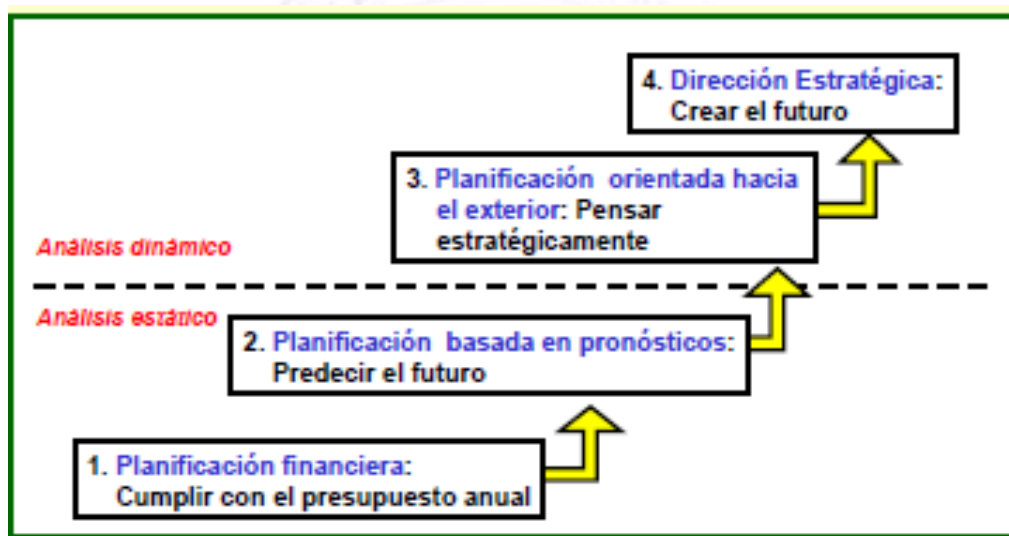 4. Dirección Estratégica:
Crear el futuro
3. Planificación orientada hacia
el exterior: Pensar
estratégicamente
Análisis dinámico
Análisis estático
2. Planificación basada en pronósticos:
Predecir el futuro
1. Planificación financiera:
Cumplir con el presupuesto anual